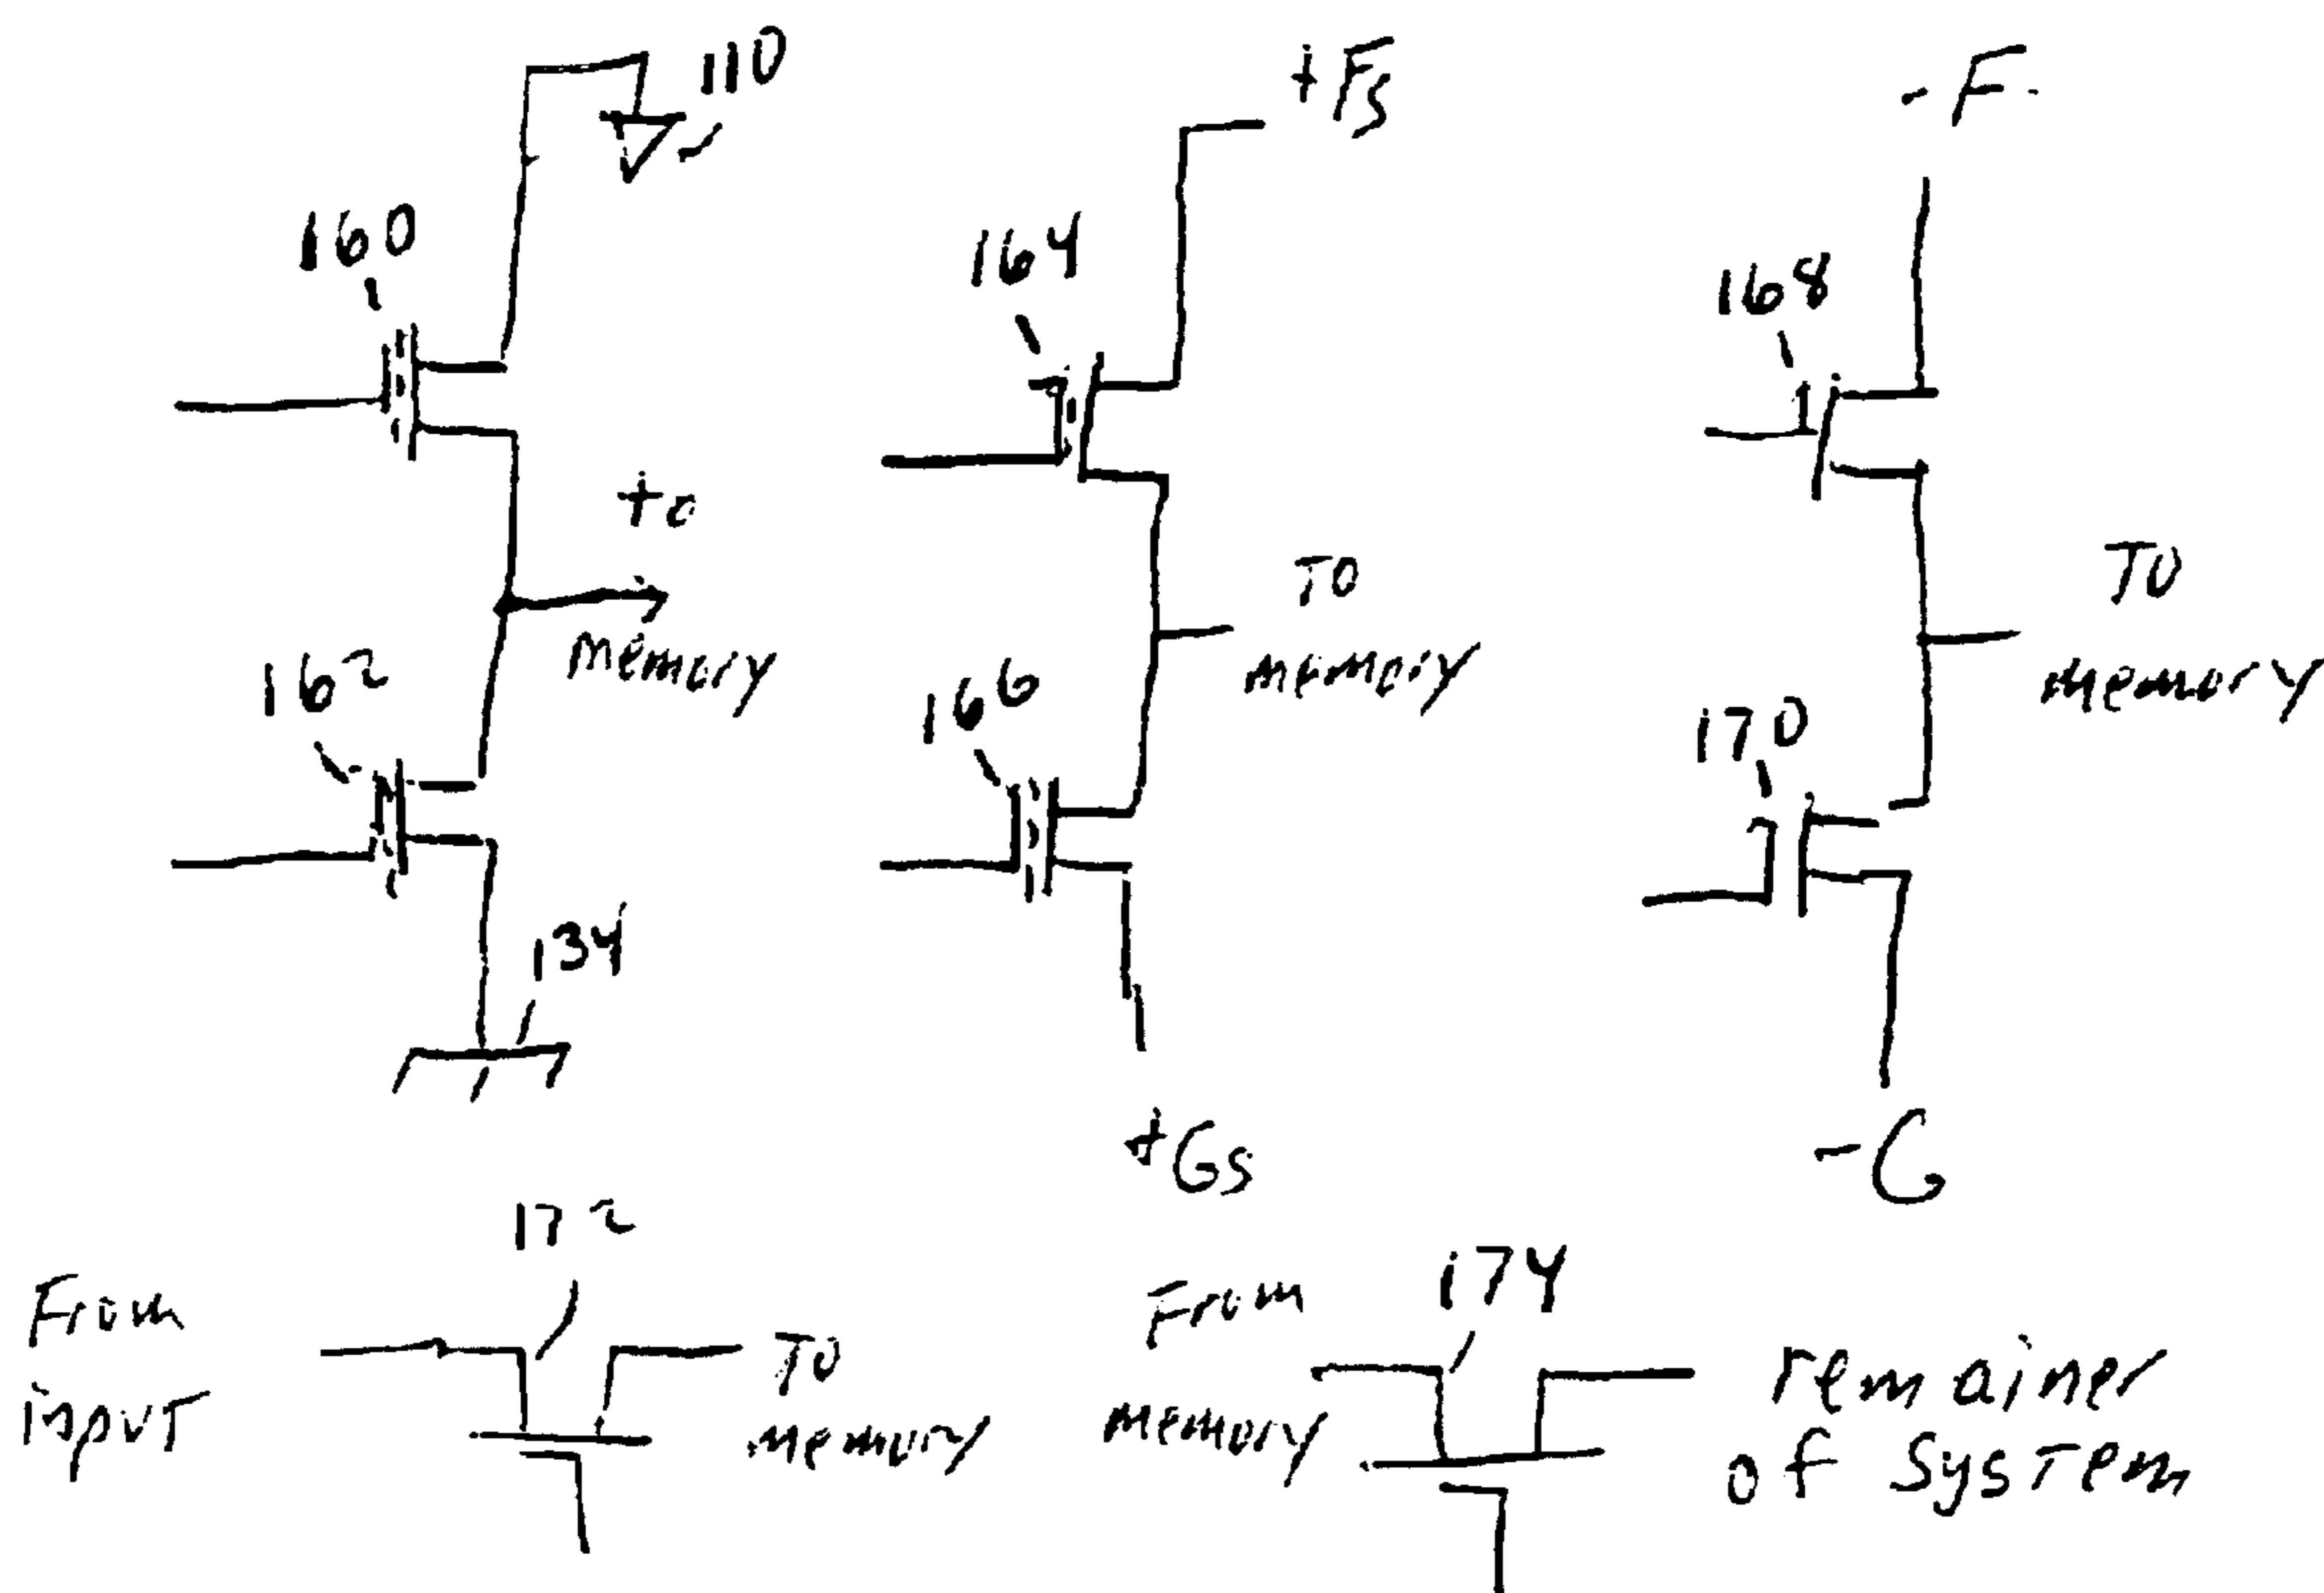 110
+Fs
-F-
160
164
168
to
memory
TO
memory
TO
memory
162
166
170
134
+Gs
-G
172
174
From
input
TO
memory
From
memory
remainer
of system